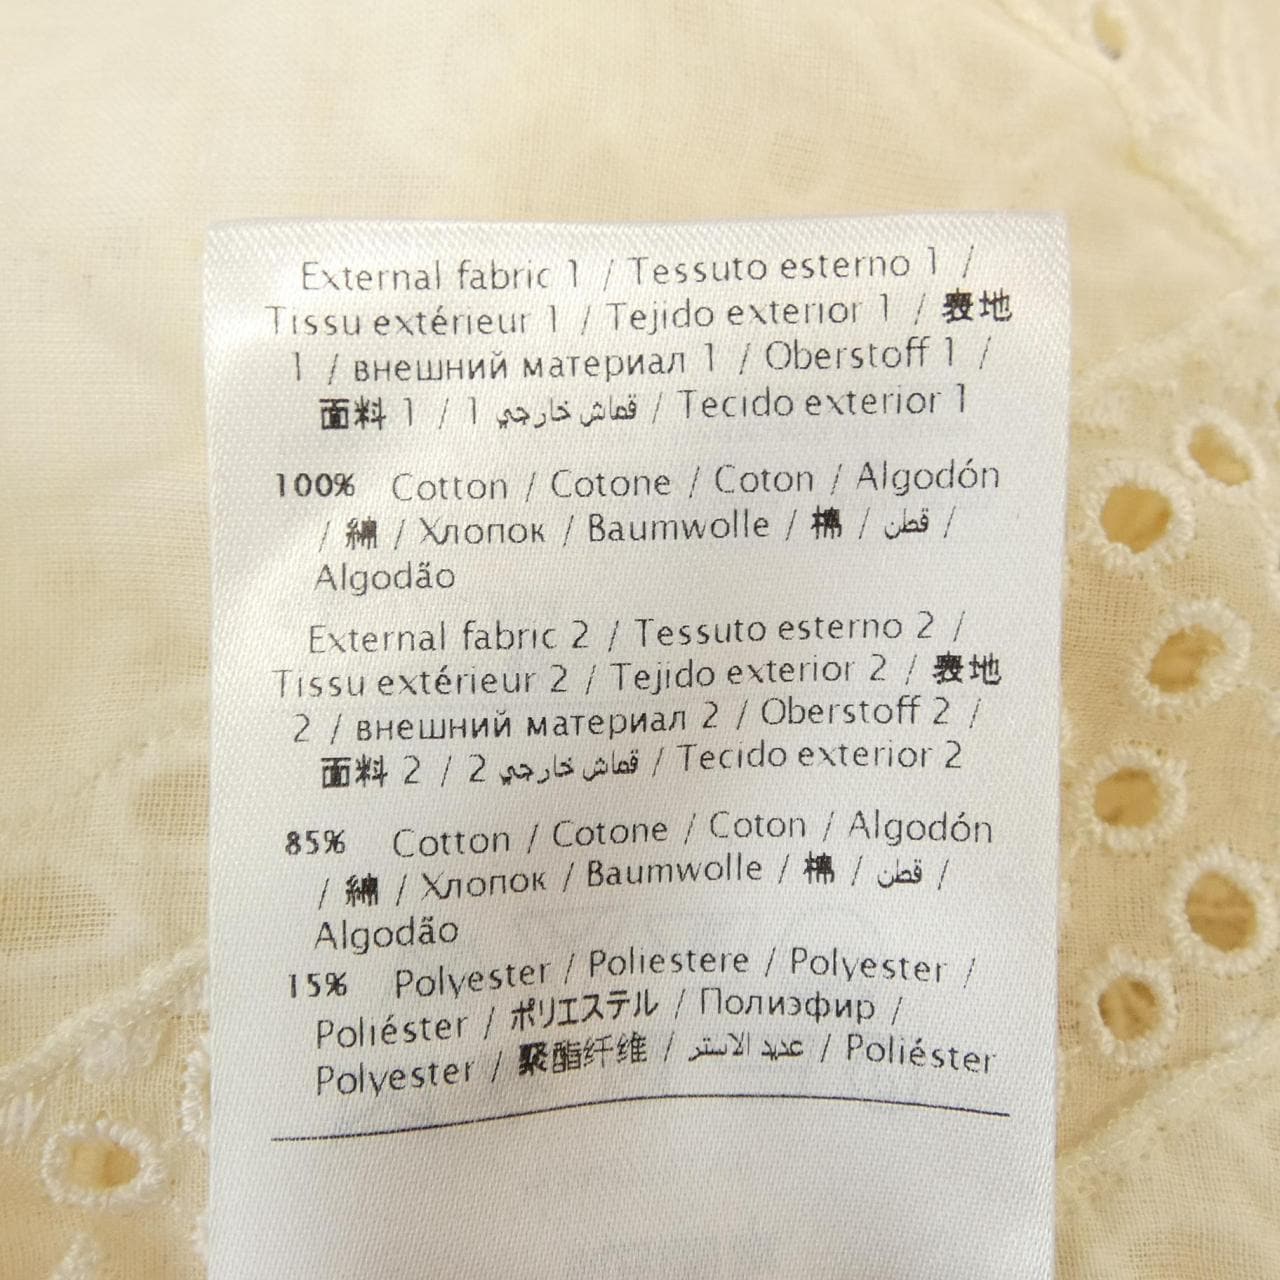 External fabric 1 / Tessuto esterno 1 /
Tissu extérieur 1 / Tejido exterior 1 / 表地
1 / внешний материал 1 / Oberstoff 1 /
面料 1 / 1 قماش خارجي / Tecido exterior 1
100% Cotton / Cotone / Coton / Algodón
/ 綿 / Хлопок / Baumwolle / 棉 / قطن /
Algodão
External fabric 2 / Tessuto esterno 2 /
Tissu extérieur 2 / Tejido exterior 2 / 表地
2 / внешний материал 2 / Oberstoff 2 /
面料 2 / 2 قماش خارجي / Tecido exterior 2
85% Cotton / Cotone / Coton / Algodón
/ 綿 / Хлопок / Baumwolle / 棉 / قطن /
Algodão
15% Polyester / Poliestere / Polyester /
Poliéster / ポリエステル / Полиэфир /
Polyester / 聚酯纤维 / عديد الاستر / Poliéster